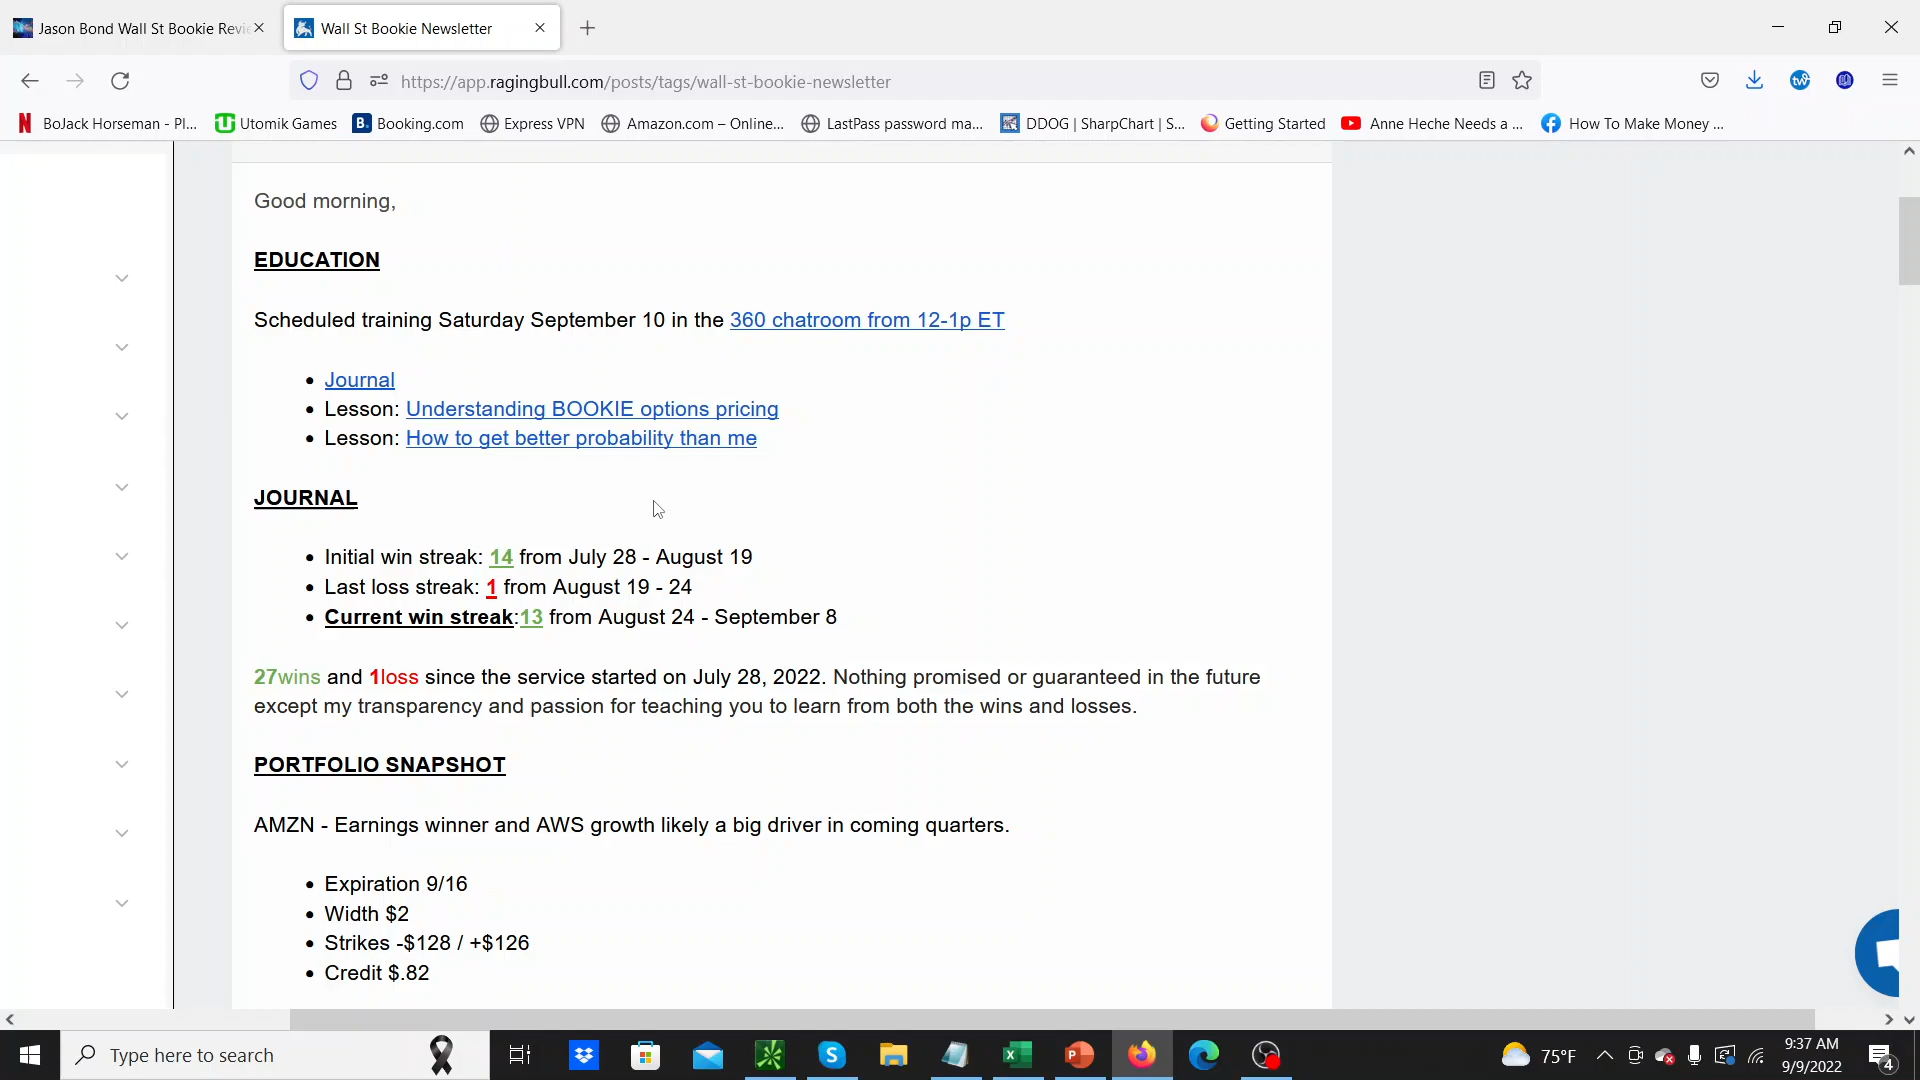 Jason Bond Wall St Bookie Revie
Wall St Bookie Newsletter
https://app.ragingbull.com/posts/tags/wall-st-bookie-newsletter
BoJack Horseman - Pl...
Utomik Games
Booking.com
Express VPN
Amazon.com – Online...
LastPass password ma...
DDOG | SharpChart | S...
Getting Started
Anne Heche Needs a ...
How To Make Money ...
Good morning,
EDUCATION
Scheduled training Saturday September 10 in the 360 chatroom from 12-1p ET
• Journal
• Lesson: Understanding BOOKIE options pricing
• Lesson: How to get better probability than me
JOURNAL
• Initial win streak: 14 from July 28 - August 19
• Last loss streak: 1 from August 19 - 24
• Current win streak:13 from August 24 - September 8
27wins and 1loss since the service started on July 28, 2022. Nothing promised or guaranteed in the future
except my transparency and passion for teaching you to learn from both the wins and losses.
PORTFOLIO SNAPSHOT
AMZN - Earnings winner and AWS growth likely a big driver in coming quarters.
• Expiration 9/16
• Width $2
• Strikes -$128 / +$126
• Credit $.82
Type here to search
75°F
9:37 AM
9/9/2022
4